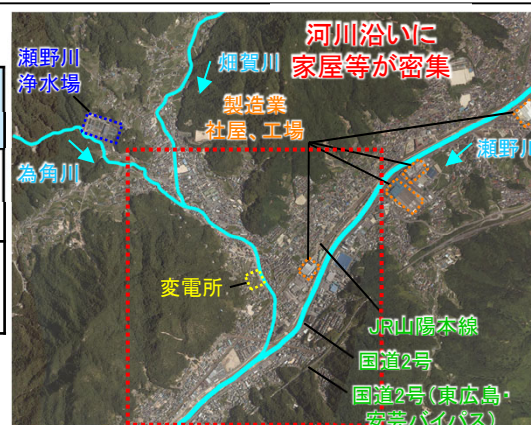 河川沿いに
家屋等が密集
瀬野川
浄水場
畑賀川
製造業
社屋、工場
瀬野川
為角川
変電所
JR山陽本線
国道2号
国道2号(東広島・
安芸バイパス)